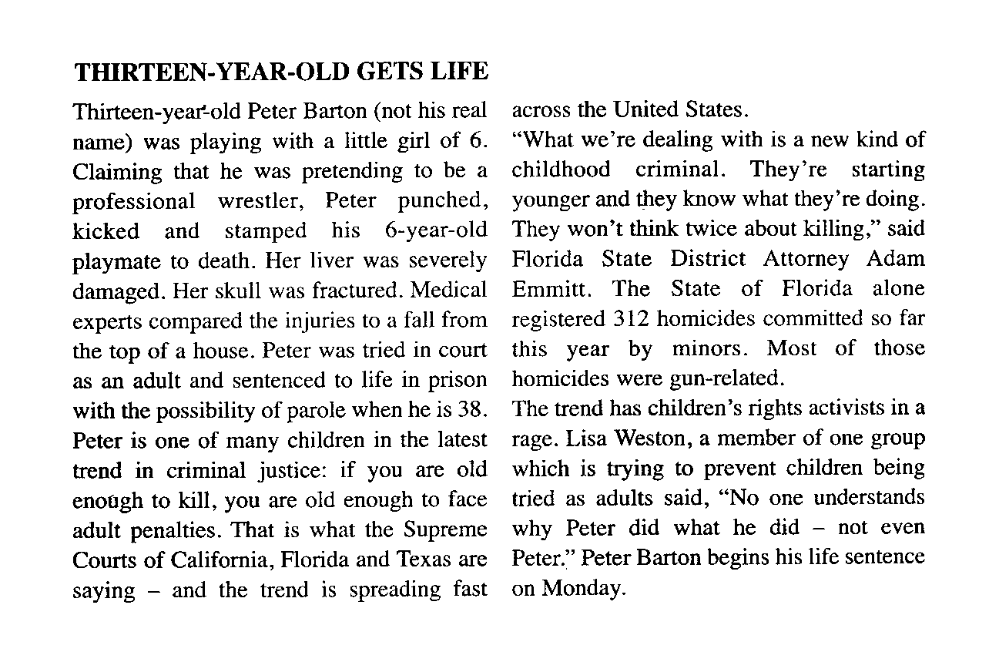 THIRTEEN-YEAR-OLD GETS LIFE
Thirteen-year-old Peter Barton (not his real
name) was playing with a little girl of 6.
Claiming that he was pretending to be a
professional wrestler, Peter punched,
kicked and stamped his 6-year-old
playmate to death. Her liver was severely
damaged. Her skull was fractured. Medical
experts compared the injuries to a fall from
the top of a house. Peter was tried in court
as an adult and sentenced to life in prison
with the possibility of parole when he is 38.
Peter is one of many children in the latest
trend in criminal justice: if you are old
enough to kill, you are old enough to face
adult penalties. That is what the Supreme
Courts of California, Florida and Texas are
saying – and the trend is spreading fast
across the United States.
“What we’re dealing with is a new kind of
childhood criminal. They’re starting
younger and they know what they’re doing.
They won’t think twice about killing,” said
Florida State District Attorney Adam
Emmitt. The State of Florida alone
registered 312 homicides committed so far
this year by minors. Most of those
homicides were gun-related.
The trend has children’s rights activists in a
rage. Lisa Weston, a member of one group
which is trying to prevent children being
tried as adults said, “No one understands
why Peter did what he did – not even
Peter.” Peter Barton begins his life sentence
on Monday.